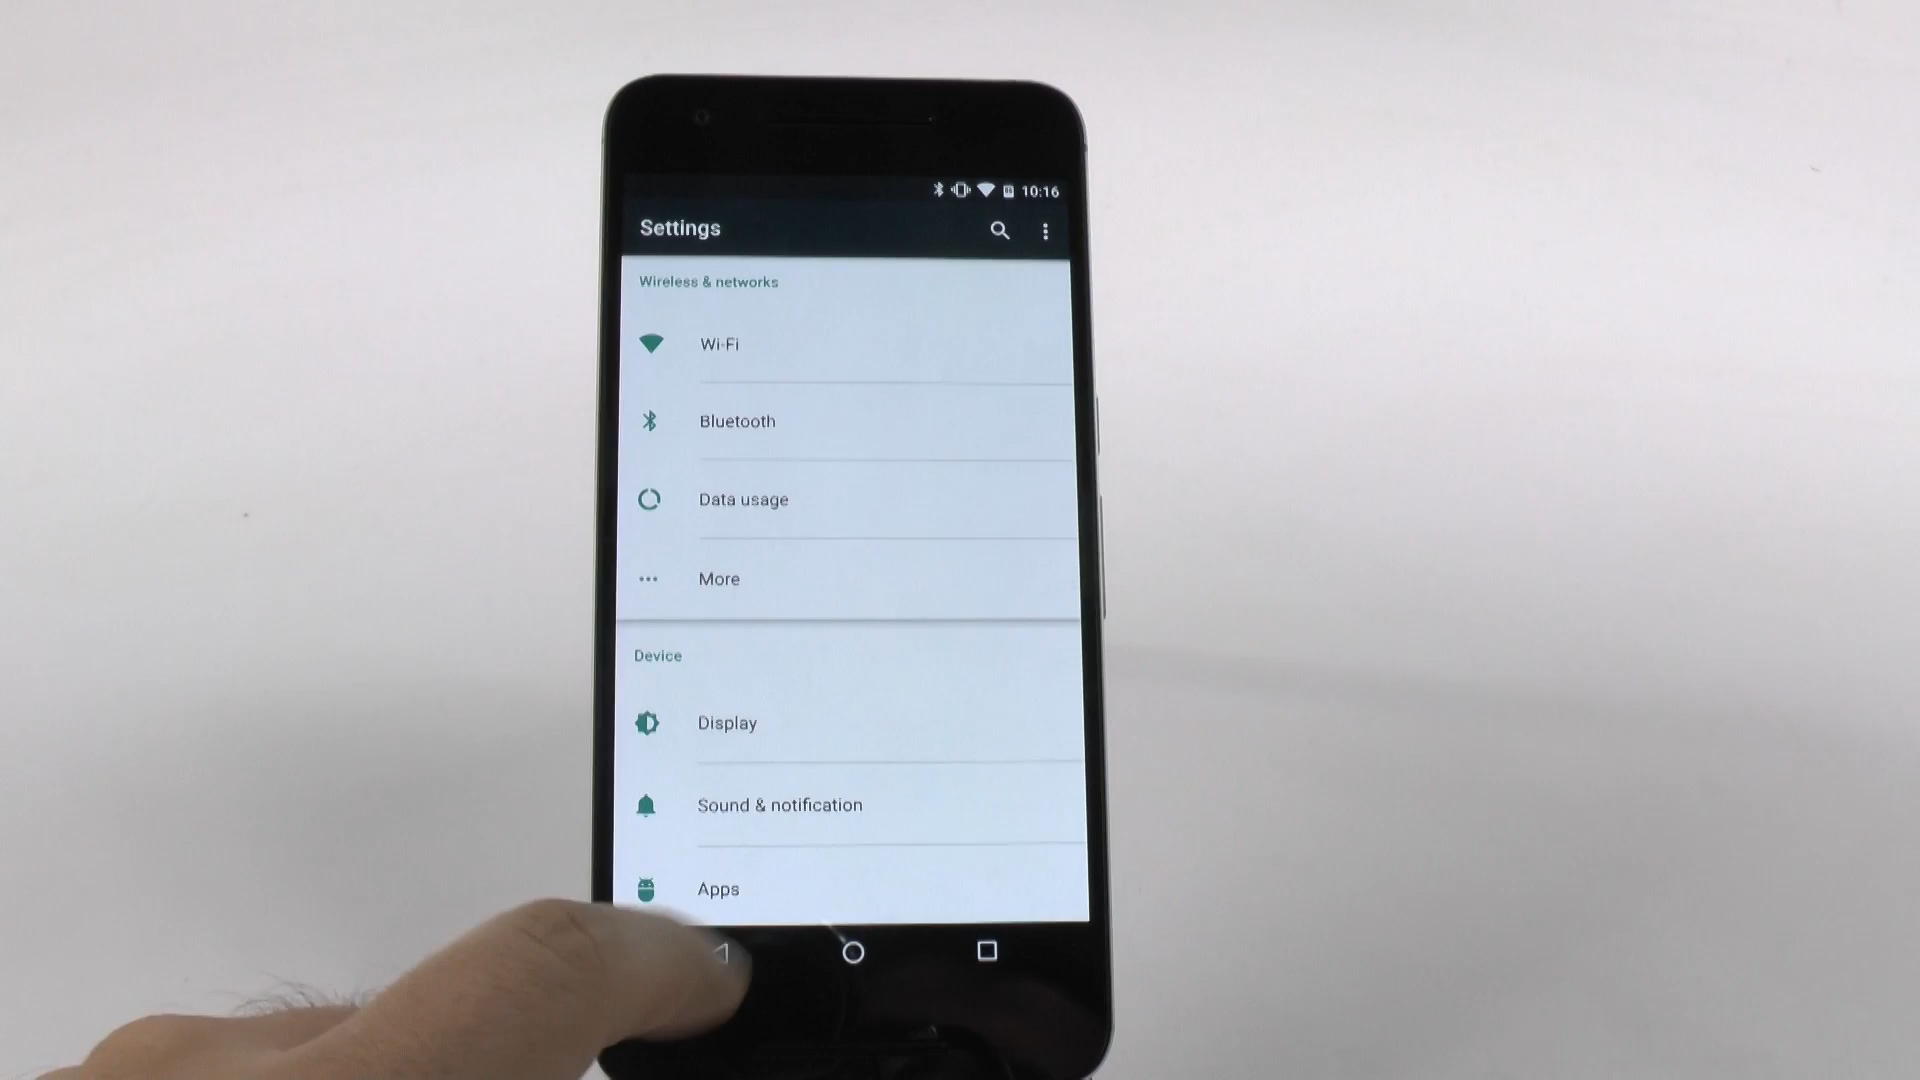 10:16
Settings
Wireless & networks
Wi-Fi
Bluetooth
Data usage
More
Device
Display
Sound & notification
Apps